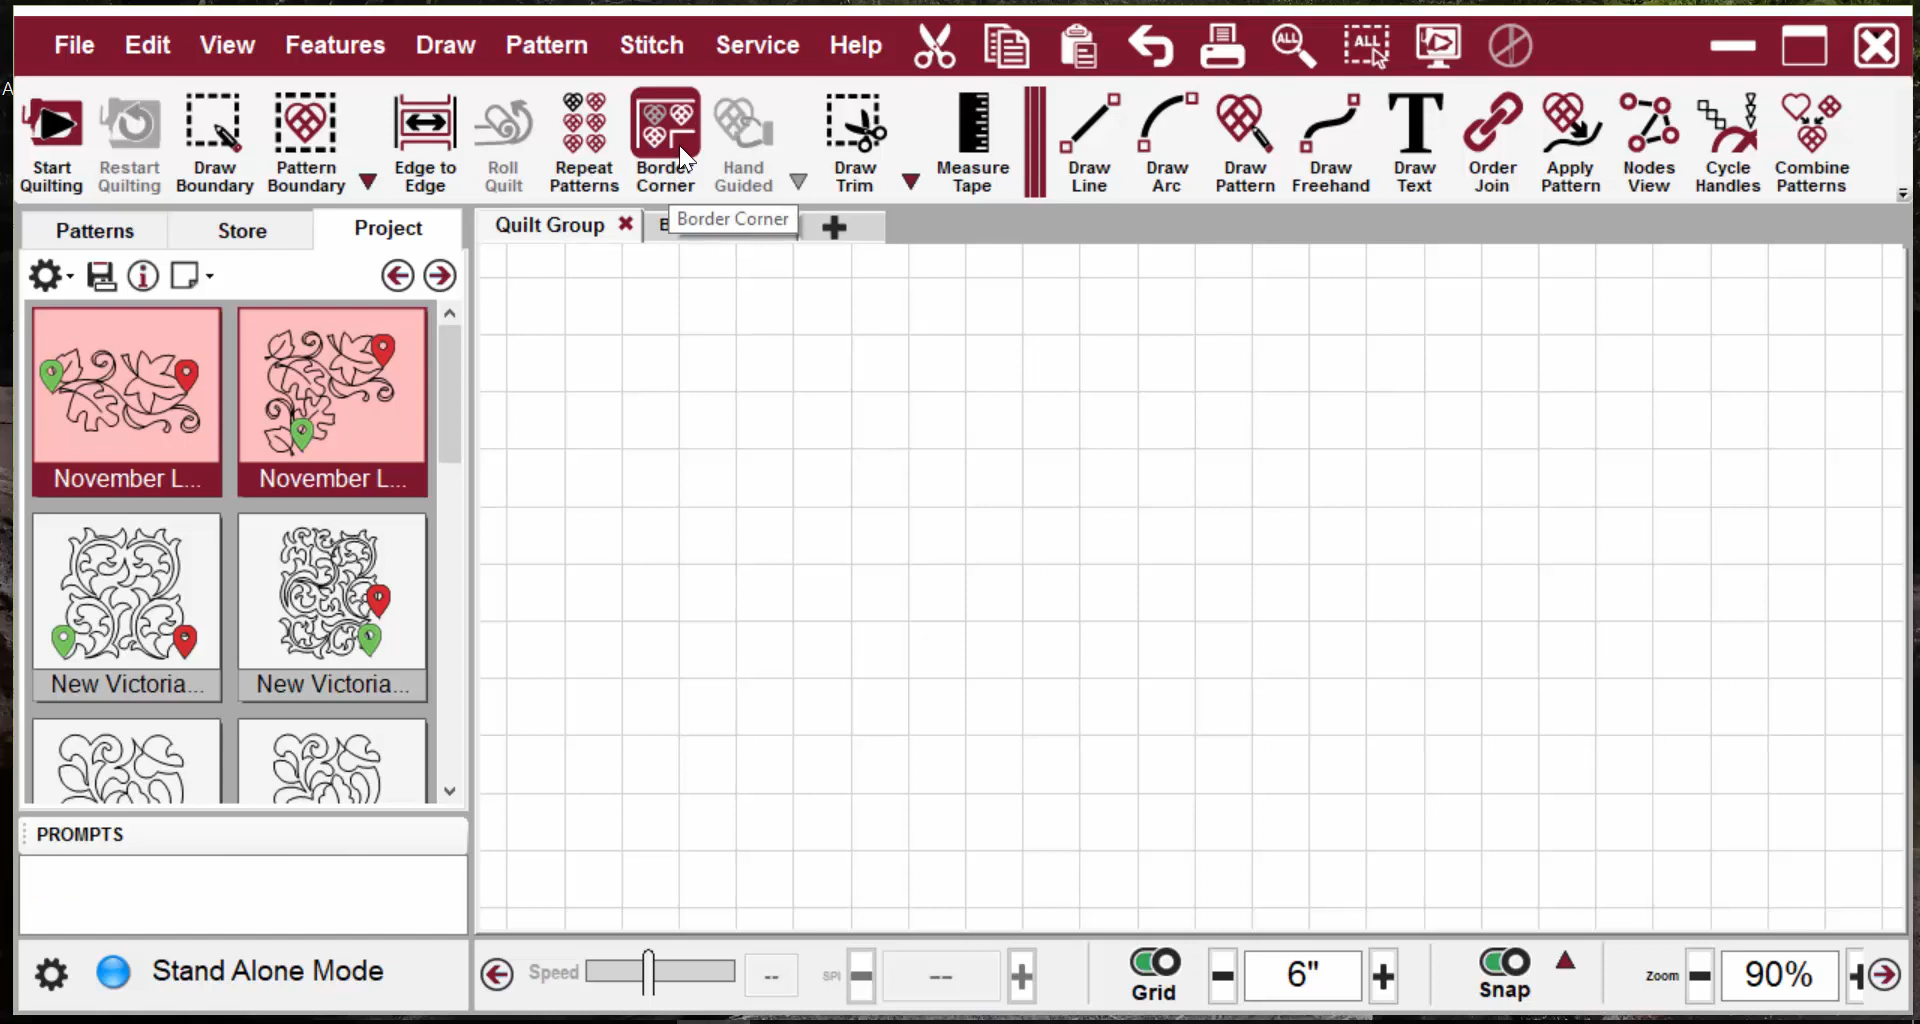 File Edit View Features Draw Pattern Stitch Service Help
ALL
ALL
A
Start Quilting
Restart Quilting
Draw Boundary
Pattern Boundary
Edge to Edge
Roll Quilt
Repeat Patterns
Border Corner
Hand Guided
Draw Trim
Measure Tape
Draw Line
Draw Arc
Draw Pattern
Draw Freehand
T
Draw Text
Order Join
Apply Pattern
Nodes View
Cycle Handles
Combine Patterns
Patterns Store Project
Quilt Group
Border Corner
November L... November L...
New Victoria... New Victoria...
PROMPTS
Stand Alone Mode
Speed -- SPI -- Grid 6" Snap Zoom 90%